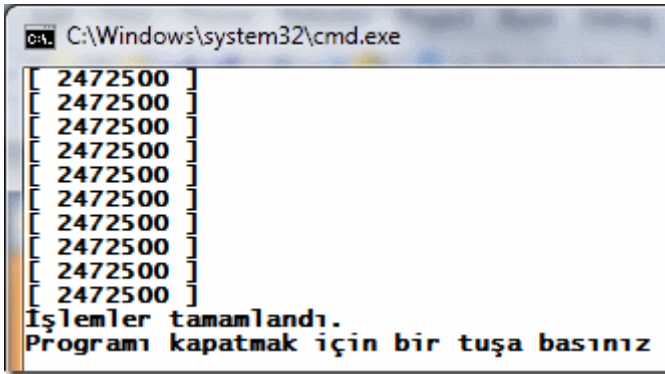 C:\Windows\system32\cmd.exe
[ 2472500 ]
[ 2472500 ]
[ 2472500 ]
[ 2472500 ]
[ 2472500 ]
[ 2472500 ]
[ 2472500 ]
[ 2472500 ]
[ 2472500 ]
[ 2472500 ]
İşlemler tamamlandı.
Programı kapatmak için bir tuşa basınız